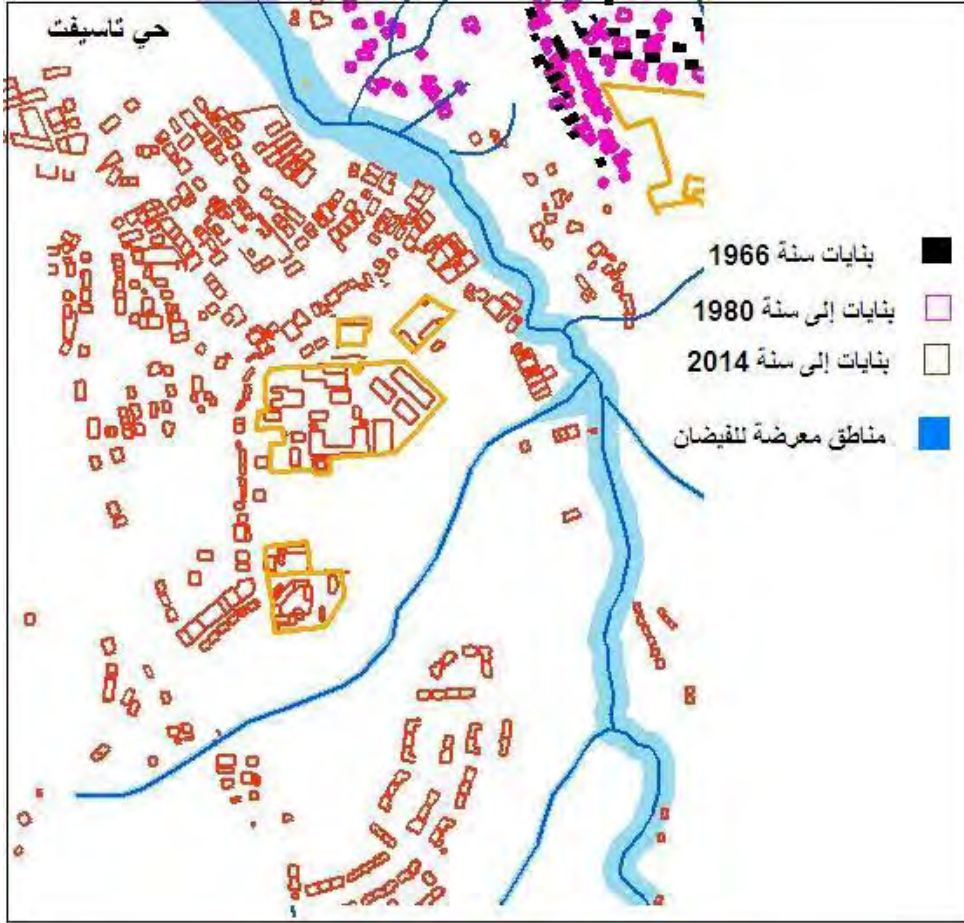 حي تاسيفت
بنايات سنة 1966
بنايات إلى سنة 1980
بنايات إلى سنة 2014
مناطق معرضة للفيضان